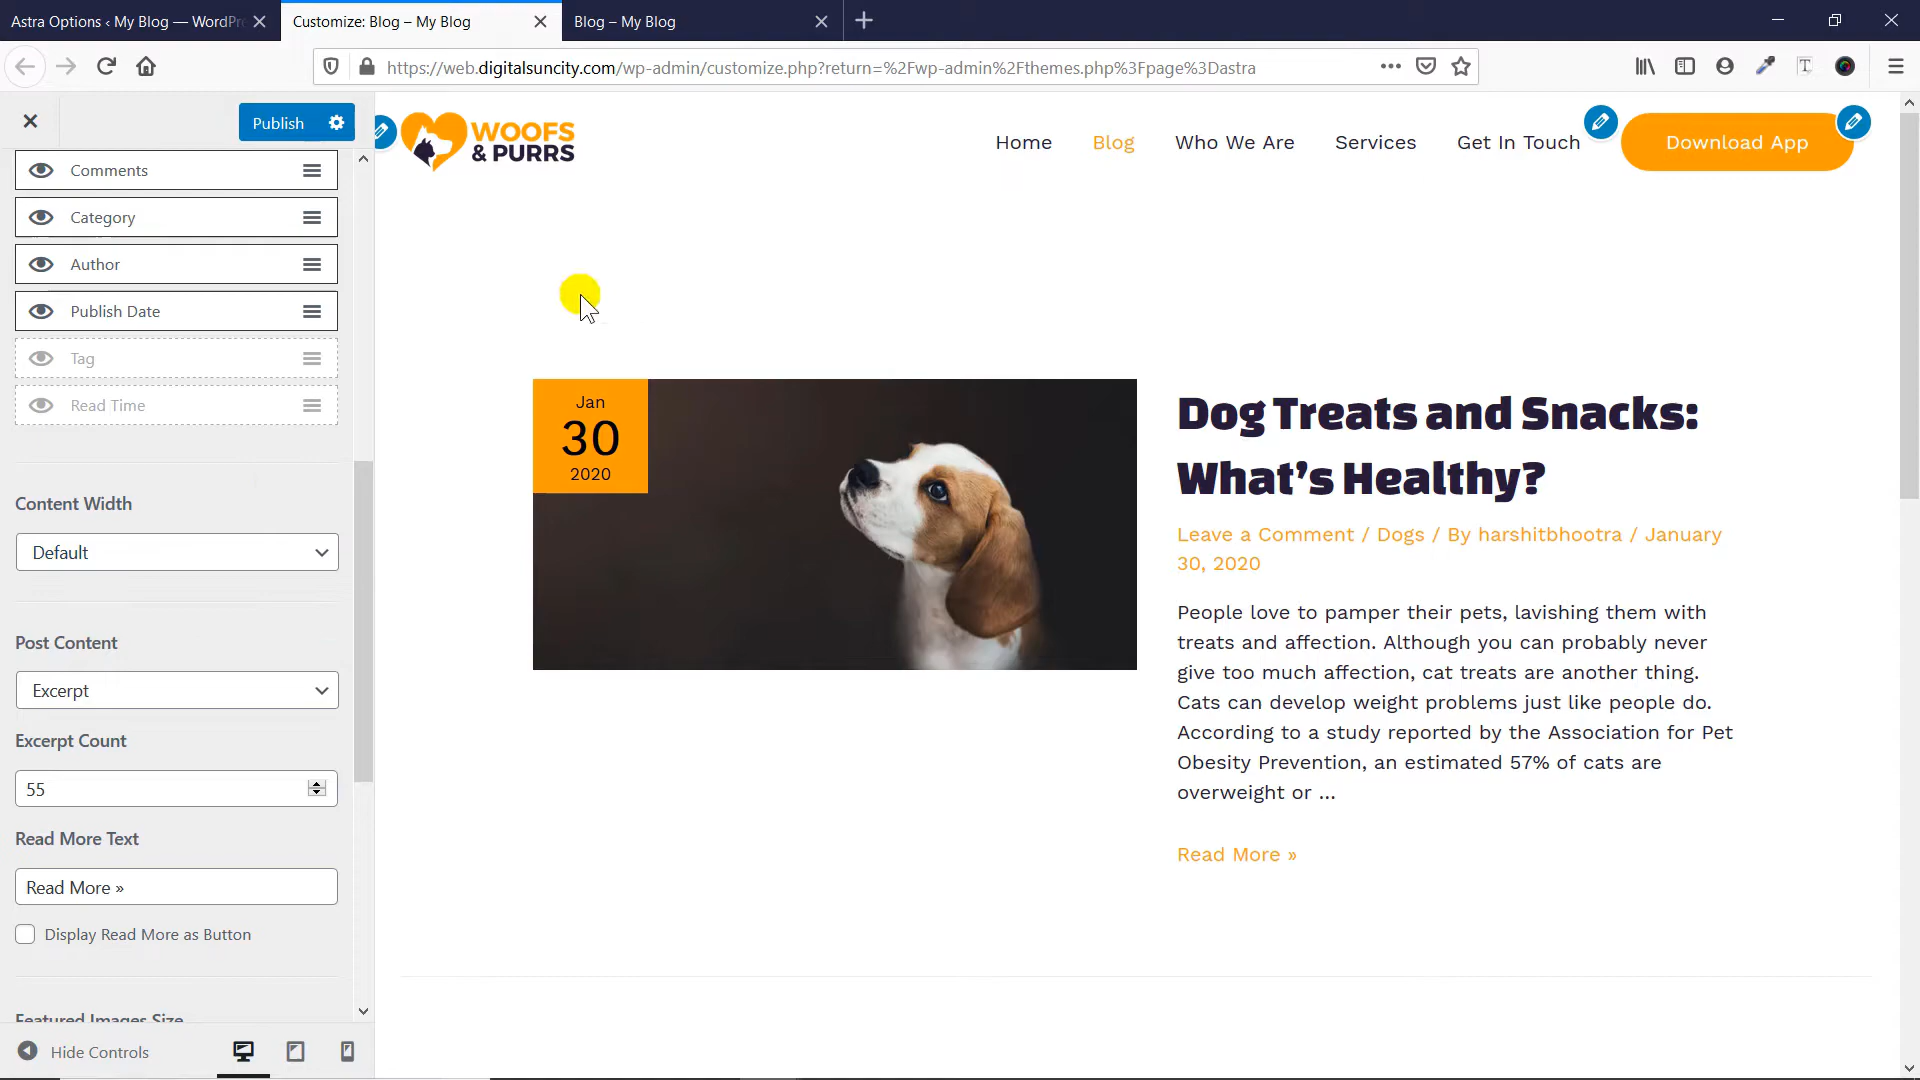 Astra Options ‹ My Blog — WordPr
Customize: Blog – My Blog
Blog – My Blog
https://web.digitalsuncity.com/wp-admin/customize.php?return=%2Fwp-admin%2Fthemes.php%3Fpage%3Dastra
Publish
Comments
Category
Author
Publish Date
Tag
Read Time
Content Width
Default
Post Content
Excerpt
Excerpt Count
55
Read More Text
Read More »
Display Read More as Button
Featured Images Size
Hide Controls
WOOFS
& PURRS
Home
Blog
Who We Are
Services
Get In Touch
Download App
Jan
30
2020
Dog Treats and Snacks:
What’s Healthy?
Leave a Comment / Dogs / By harshitbhootra / January
30, 2020
People love to pamper their pets, lavishing them with
treats and affection. Although you can probably never
give too much affection, cat treats are another thing.
Cats can develop weight problems just like people do.
According to a study reported by the Association for Pet
Obesity Prevention, an estimated 57% of cats are
overweight or …
Read More »